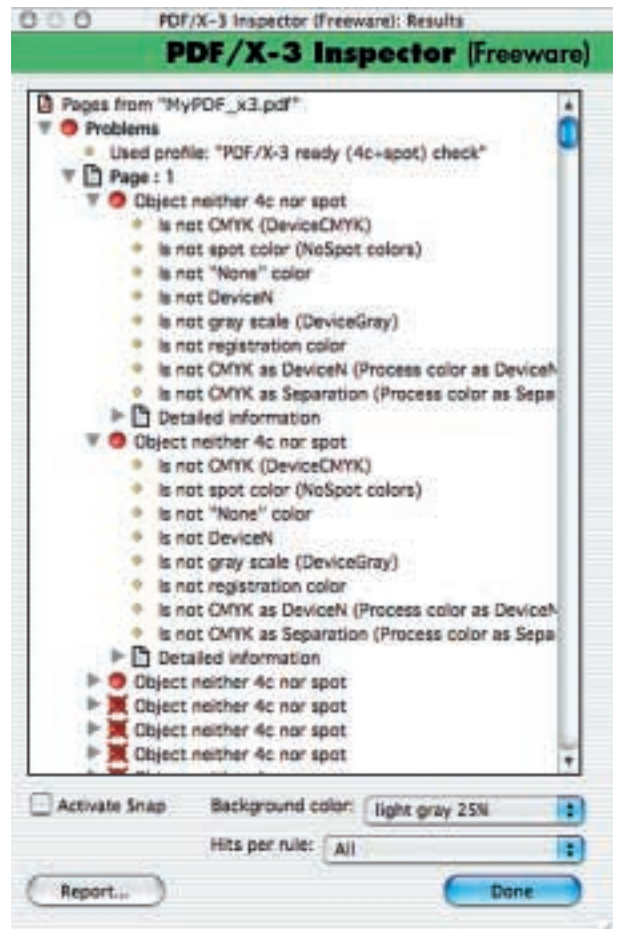 PDF/X-3 Inspector (Freeware): Results
PDF/X-3 Inspector (Freeware)
Pages from "MyPDF_x3.pdf"
Problems
Used profile: "PDF/X-3 ready (4c+spot) check"
Page : 1
Object neither 4c nor spot
Is not CMYK (DeviceCMYK)
Is not spot color (NoSpot colors)
Is not "None" color
Is not DeviceN
Is not gray scale (DeviceGray)
Is not registration color
Is not CMYK as DeviceN (Process color as DeviceN
Is not CMYK as Separation (Process color as Sepa
Detailed information
Object neither 4c nor spot
Is not CMYK (DeviceCMYK)
Is not spot color (NoSpot colors)
Is not "None" color
Is not DeviceN
Is not gray scale (DeviceGray)
Is not registration color
Is not CMYK as DeviceN (Process color as DeviceN
Is not CMYK as Separation (Process color as Sepa
Detailed information
Object neither 4c nor spot
Object neither 4c nor spot
Object neither 4c nor spot
Object neither 4c nor spot
Activate Snap Background color: light gray 25%
Hits per rule: All
Report... Done